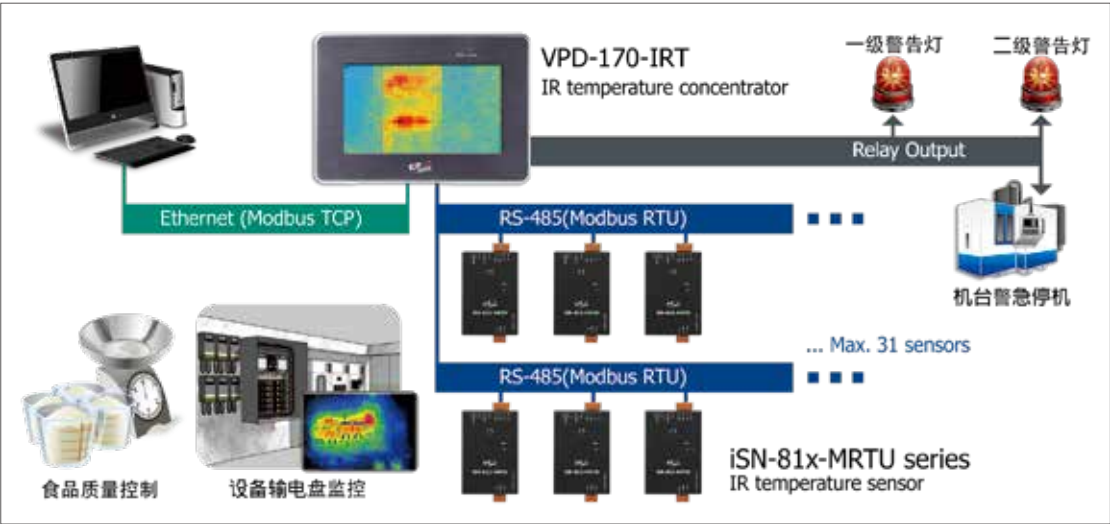 VPD-170-IRT
IR temperature concentrator
一级警告灯
二级警告灯
Relay Output
Ethernet (Modbus TCP)
RS-485(Modbus RTU)
机台警急停机
... Max. 31 sensors
RS-485(Modbus RTU)
iSN-81x-MRTU series
IR temperature sensor
食品质量控制
设备输电盘监控